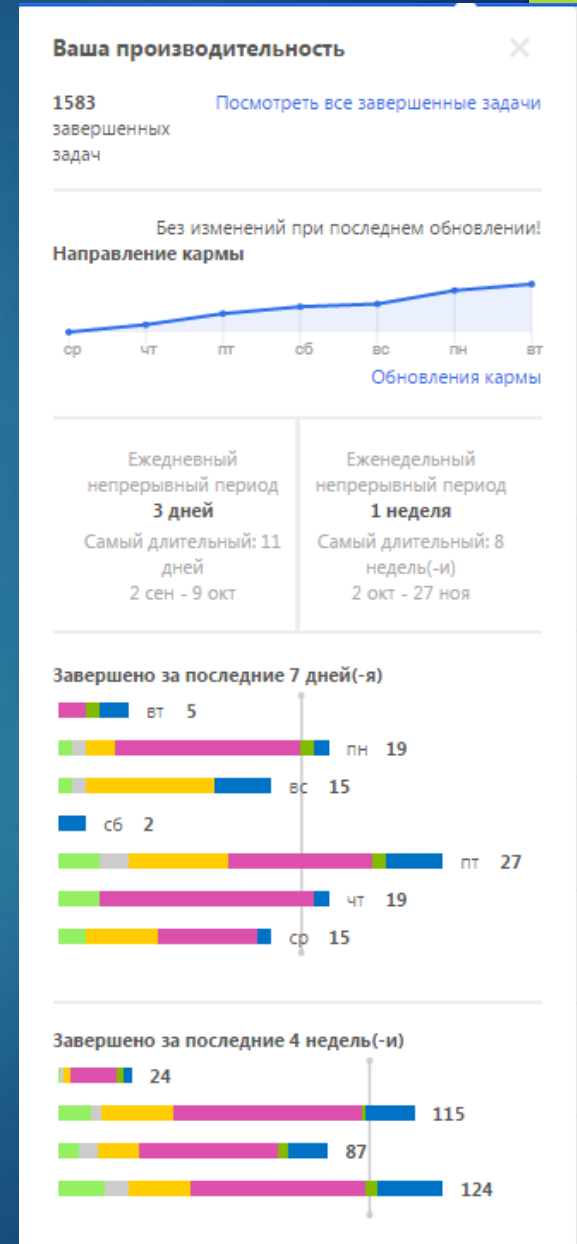 Ваша производительность
1583
завершенных
задач
Посмотреть все завершенные задачи
Без изменений при последнем обновлении!
Направление кармы
ср чт пт сб вс пн вт
Обновления кармы
Ежедневный
непрерывный период
3 дней
Самый длительный: 11
дней
2 сен - 9 окт
Еженедельный
непрерывный период
1 неделя
Самый длительный: 8
недель(-и)
2 окт - 27 ноя
Завершено за последние 7 дней(-я)
вт 5
пн 19
вс 15
сб 2
пт 27
чт 19
ср 15
Завершено за последние 4 недель(-и)
24
115
87
124